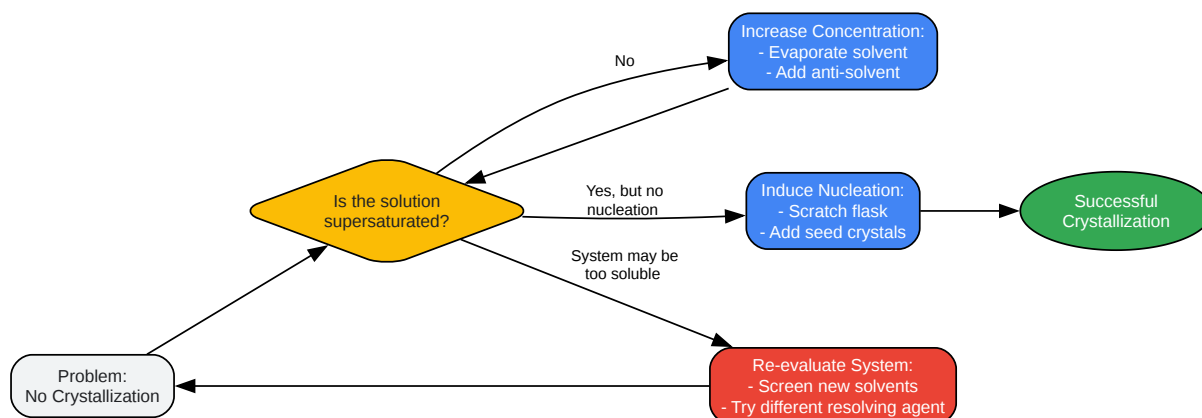 Increase Concentration:
- Evaporate solvent
- Add anti-solvent
No
Is the solution
supersaturated?
Yes, but no
nucleation
Induce Nucleation:
- Scratch flask
- Add seed crystals
Successful
Crystallization
System may be
too soluble
Problem:
No Crystallization
Re-evaluate System:
- Screen new solvents
- Try different resolving agent